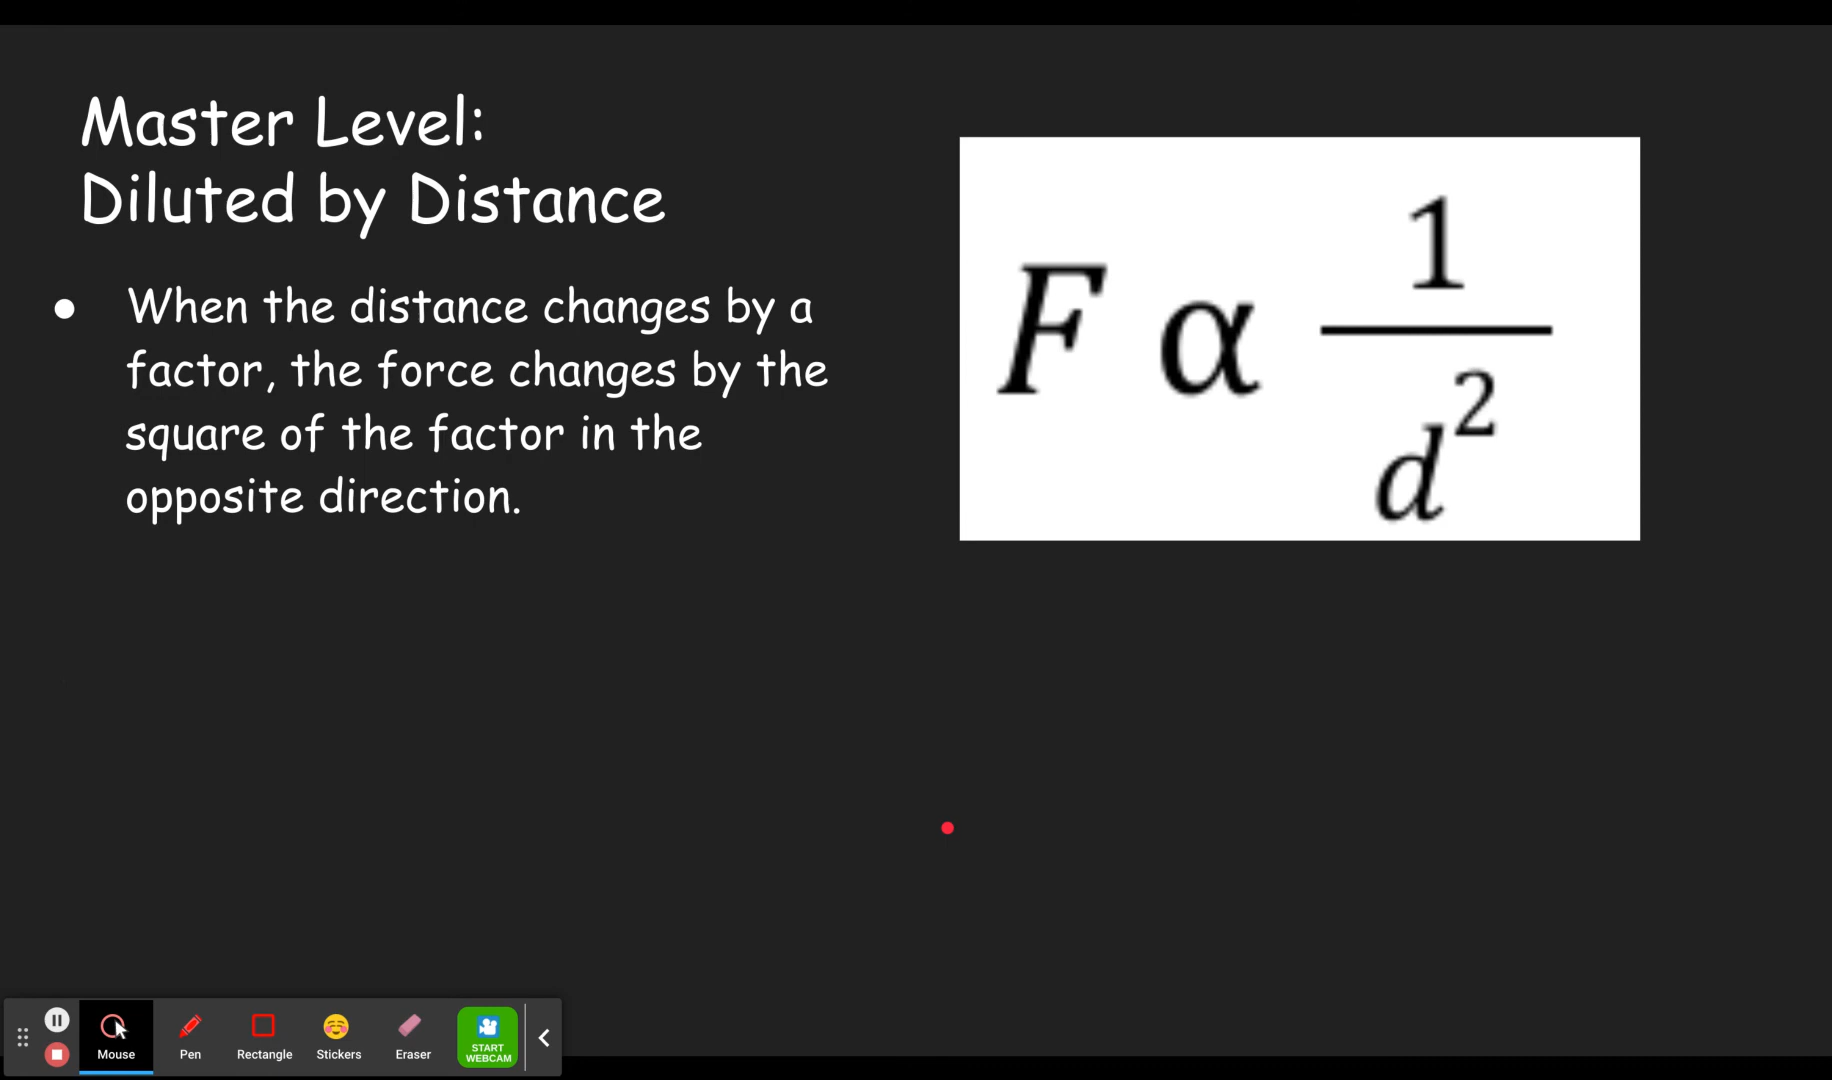 Master Level:
Diluted by Distance
● When the distance changes by a
factor, the force changes by the
square of the factor in the
opposite direction.
F α 1/d²
Mouse
Pen
Rectangle
Stickers
Eraser
START
WEBCAM